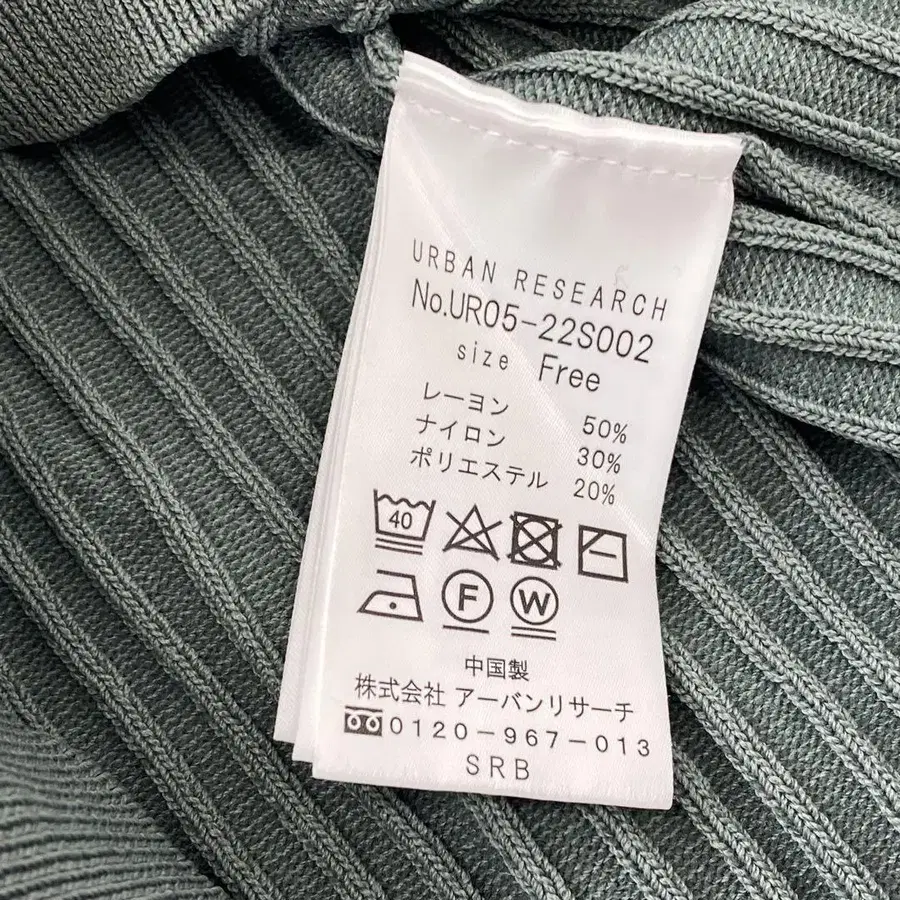 URBAN RESEARCH
No.UR05-22S002
size Free
レーヨン 50%
ナイロン 30%
ポリエステル 20%
40
F W
中国製
株式会社 アーバンリサーチ
0120-967-013
SRB